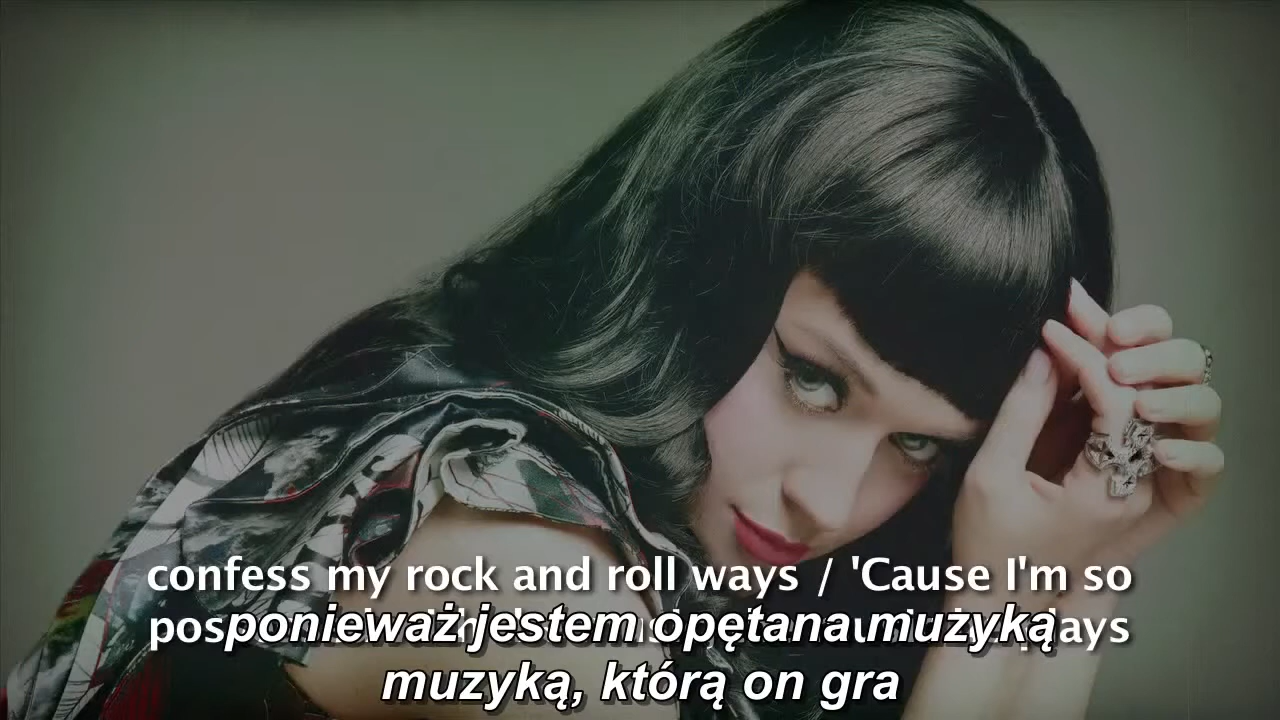 confess my rock and roll ways / 'Cause I'm so
ponieważ jestem opętana muzyką
muzyką, którą on gra